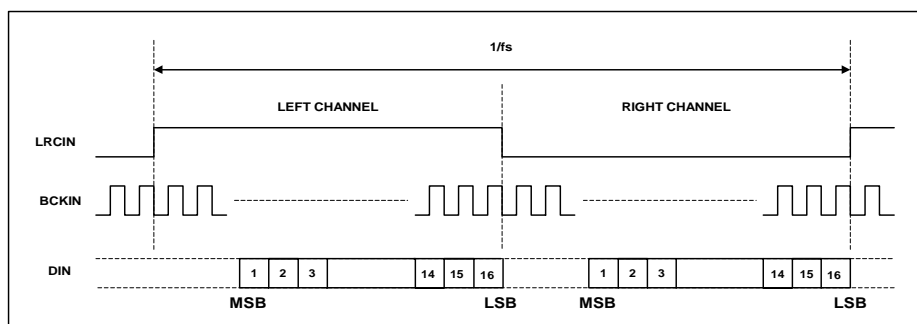 1/fs
LEFT CHANNEL RIGHT CHANNEL
LRCIN
BCKIN
DIN 1 2 3 14 15 16 1 2 3 14 15 16
MSB LSB MSB LSB